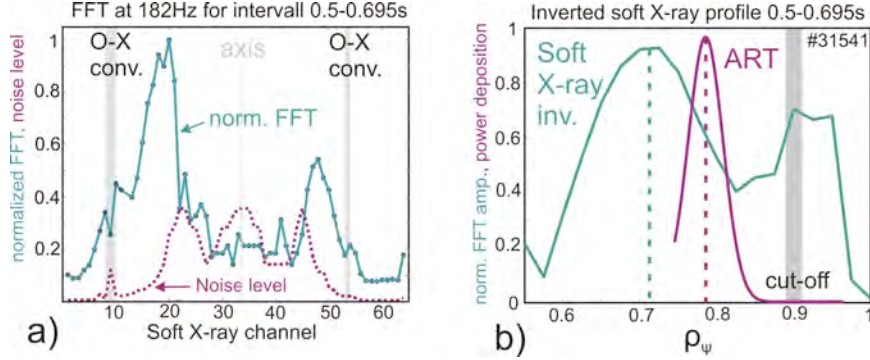 FFT at 182Hz for intervall 0.5-0.695s
O-X
conv.
axis
O-X
conv.
norm. FFT
Noise level
normalized FFT, noise level
1
0.8
0.6
0.4
0.2
10
20
30
40
50
60
Soft X-ray channel
a)
Inverted soft X-ray profile 0.5-0.695s
#31541
Soft
X-ray
inv.
ART
cut-off
norm. FFT amp., power deposition
1
0.8
0.6
0.4
0.2
0
0.6
0.7
0.8
0.9
1
ρψ
b)